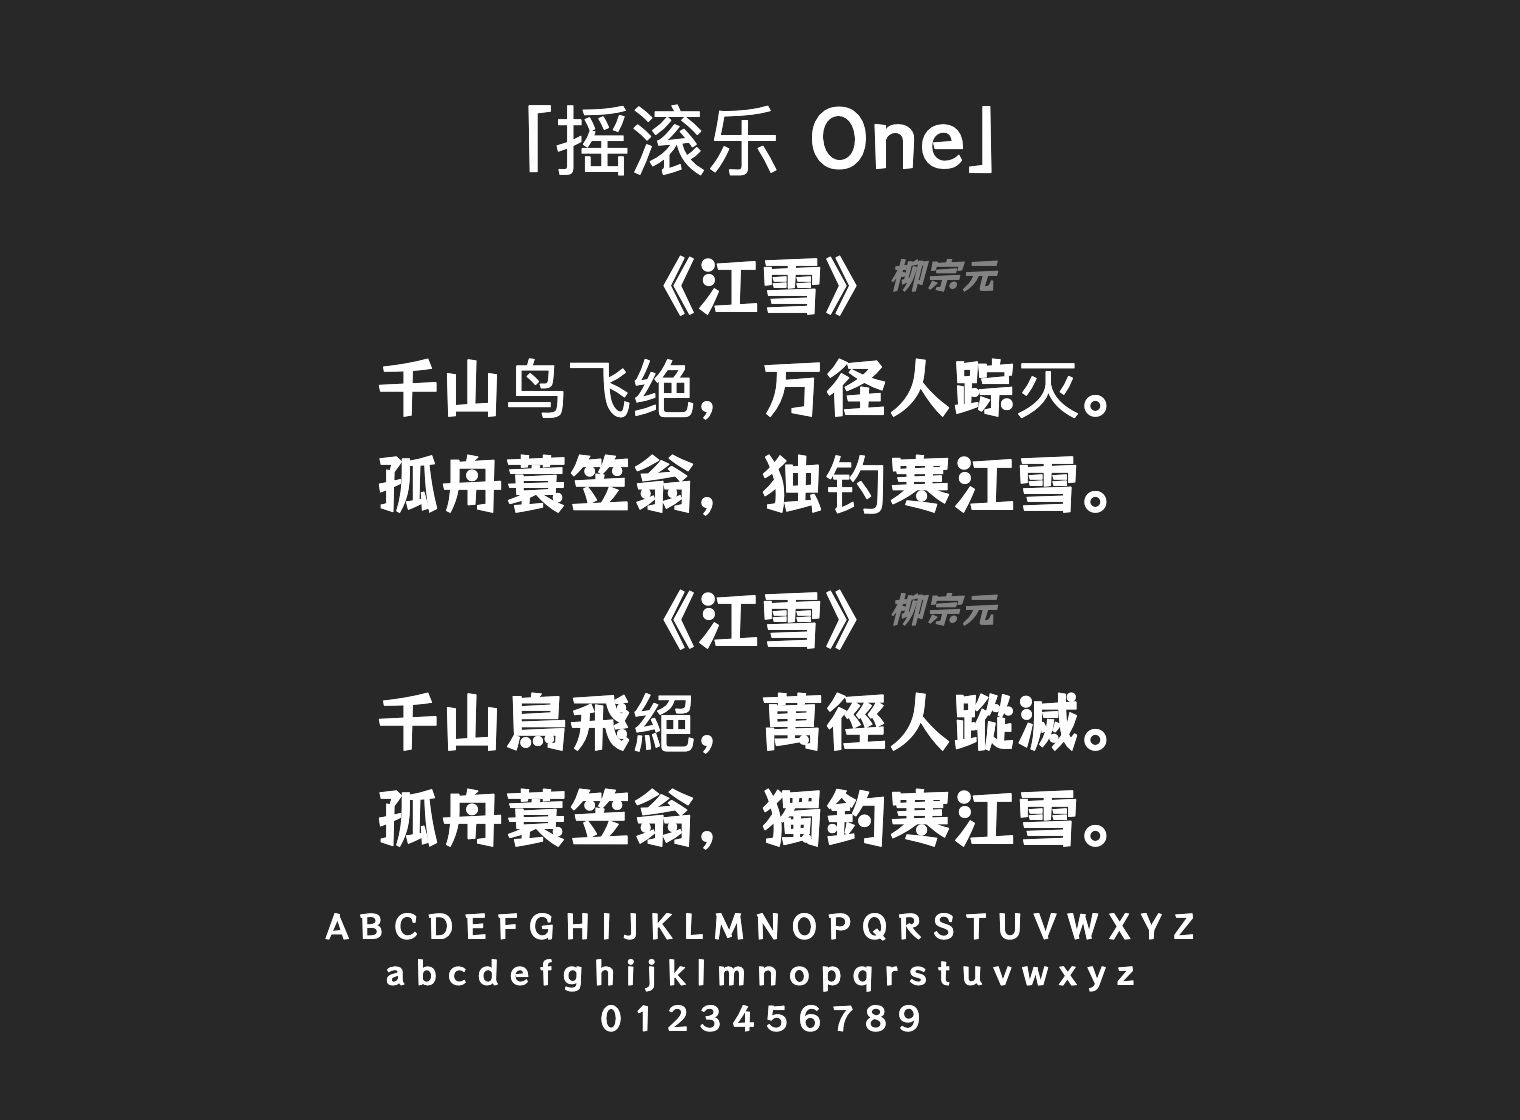 「摇滚乐 One」
《江雪》 柳宗元
千山鸟飞绝，万径人踪灭。
孤舟蓑笠翁，独钓寒江雪。
《江雪》 柳宗元
千山鳥飛絕，萬徑人蹤滅。
孤舟蓑笠翁，獨釣寒江雪。
A B C D E F G H I J K L M N O P Q R S T U V W X Y Z
a b c d e f g h i j k l m n o p q r s t u v w x y z
0 1 2 3 4 5 6 7 8 9